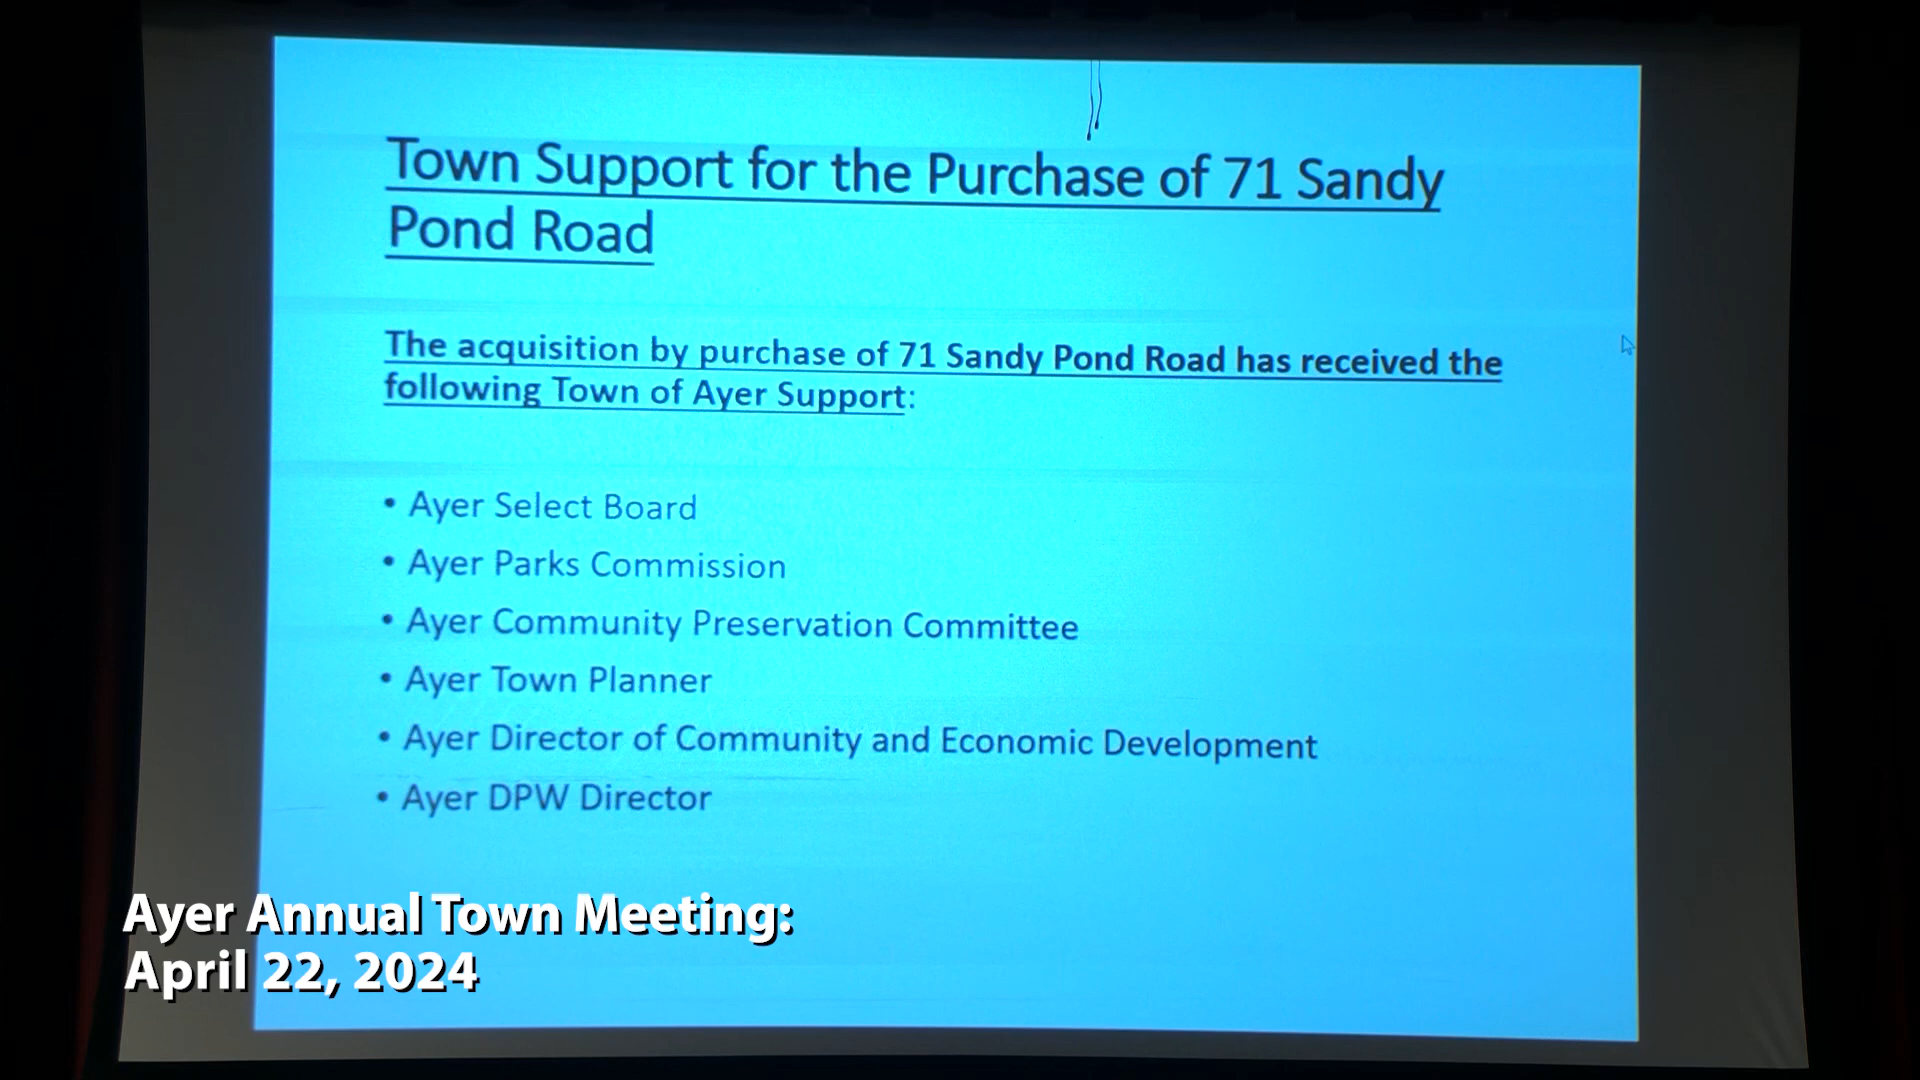 Town Support for the Purchase of 71 Sandy
Pond Road
The acquisition by purchase of 71 Sandy Pond Road has received the
following Town of Ayer Support:
• Ayer Select Board
• Ayer Parks Commission
• Ayer Community Preservation Committee
• Ayer Town Planner
• Ayer Director of Community and Economic Development
• Ayer DPW Director
Ayer Annual Town Meeting:
April 22, 2024